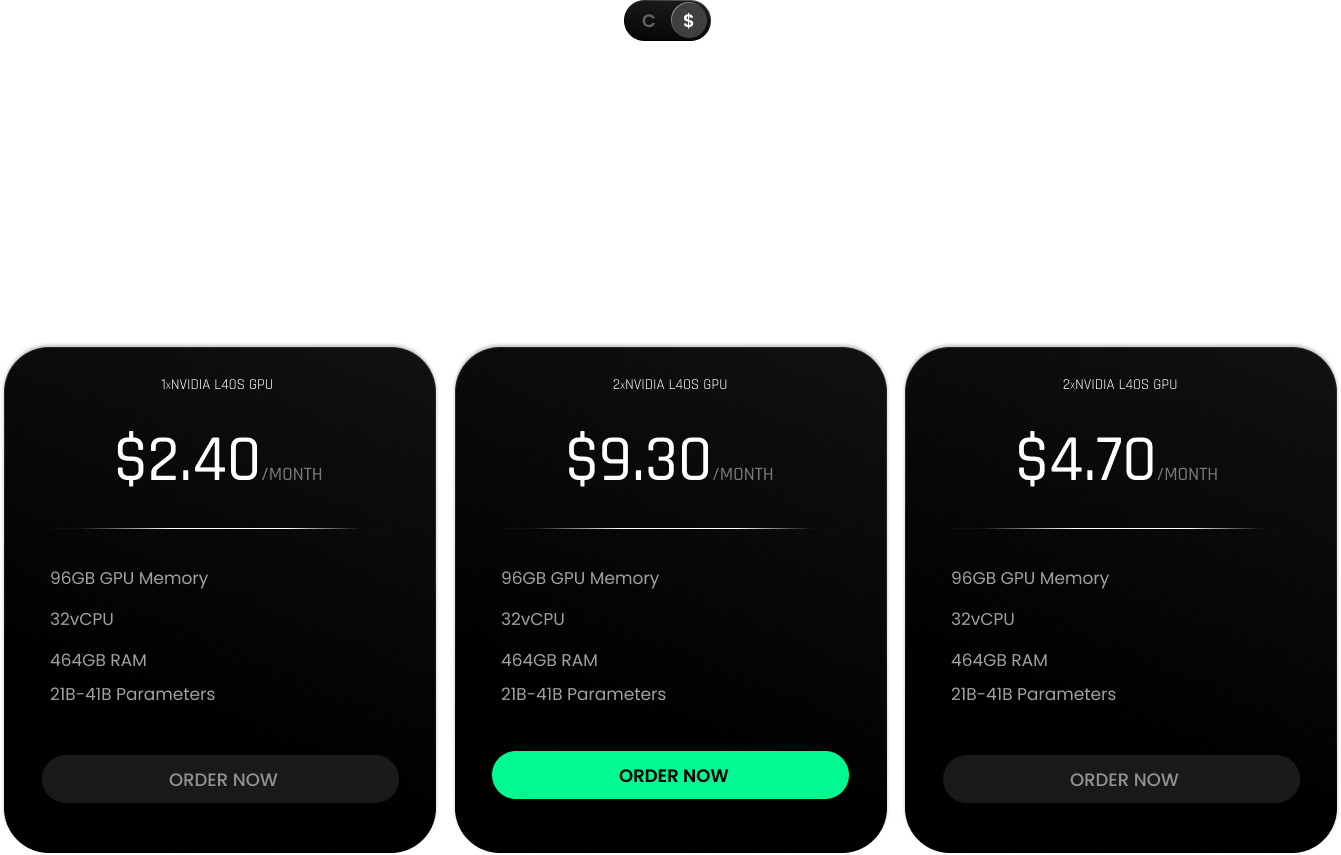 C $
1xNVIDIA L40S GPU
$2.40/MONTH
96GB GPU Memory
32vCPU
464GB RAM
21B-41B Parameters
ORDER NOW
2xNVIDIA L40S GPU
$9.30/MONTH
96GB GPU Memory
32vCPU
464GB RAM
21B-41B Parameters
ORDER NOW
2xNVIDIA L40S GPU
$4.70/MONTH
96GB GPU Memory
32vCPU
464GB RAM
21B-41B Parameters
ORDER NOW